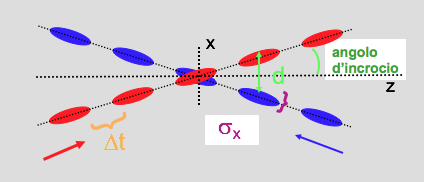 x
angolo
d'incrocio
d
z
σx
Δt